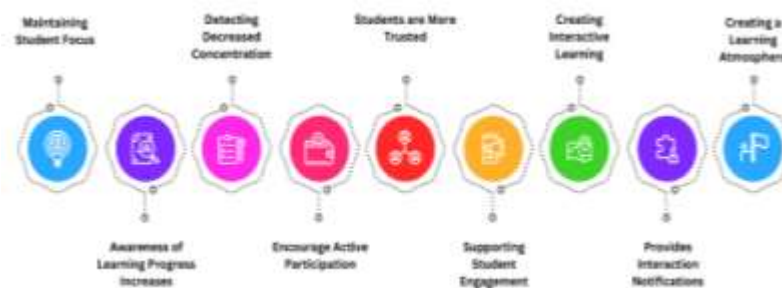 Maintaining
Student Focus
Awareness of
Learning Progress
Increases
Detecting
Decreased
Concentration
Encourage Active
Participation
Students are More
Trusted
Supporting
Student
Engagement
Creating
Interactive
Learning
Provides
Interaction
Notifications
Creating a
Learning
Atmospher